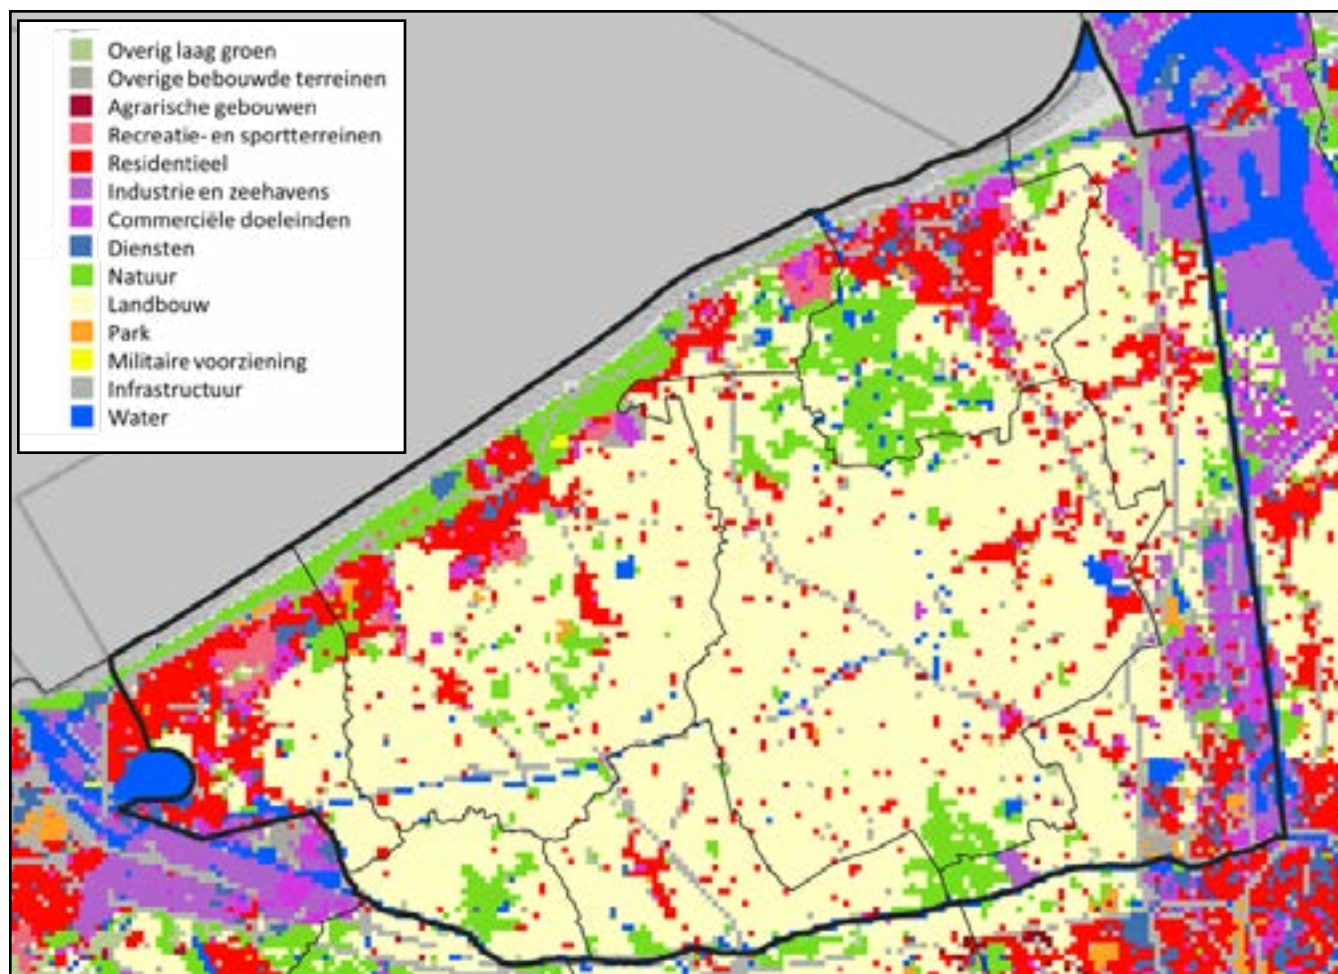 Overig laag groen
Overige bebouwde terreinen
Agrarische gebouwen
Recreatie- en sportterreinen
Residentieel
Industrie en zeehavens
Commerciële doeleinden
Diensten
Natuur
Landbouw
Park
Militaire voorziening
Infrastructuur
Water